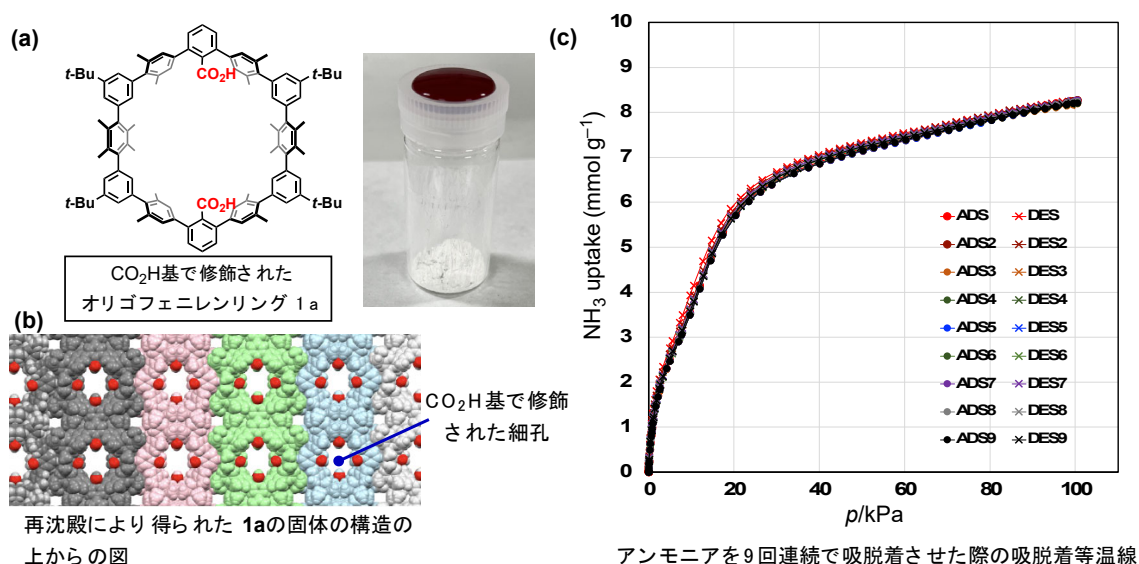 (a)
t-Bu
t-Bu
CO₂H
CO₂H
t-Bu
t-Bu
CO₂H基で修飾された
オリゴフェニレンリング 1a
(b)
CO₂H基で修飾
された細孔
再沈殿により得られた 1aの固体の構造の
上からの図
(c)
NH₃ uptake (mmol g⁻¹)
10
9
8
7
6
5
4
3
2
1
0
0 20 40 60 80 100
p/kPa
ADS DES
ADS2 DES2
ADS3 DES3
ADS4 DES4
ADS5 DES5
ADS6 DES6
ADS7 DES7
ADS8 DES8
ADS9 DES9
アンモニアを9回連続で吸脱着させた際の吸脱着等温線